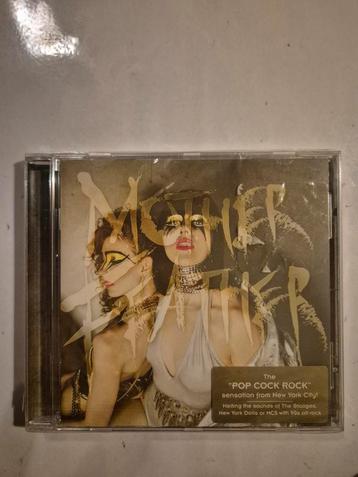 MOTHER
FEATHER
The
"POP COCK ROCK"
sensation from New York City!
Melting the sounds of The Stooges,
New York Dolls or MC5 with 90s alt-rock